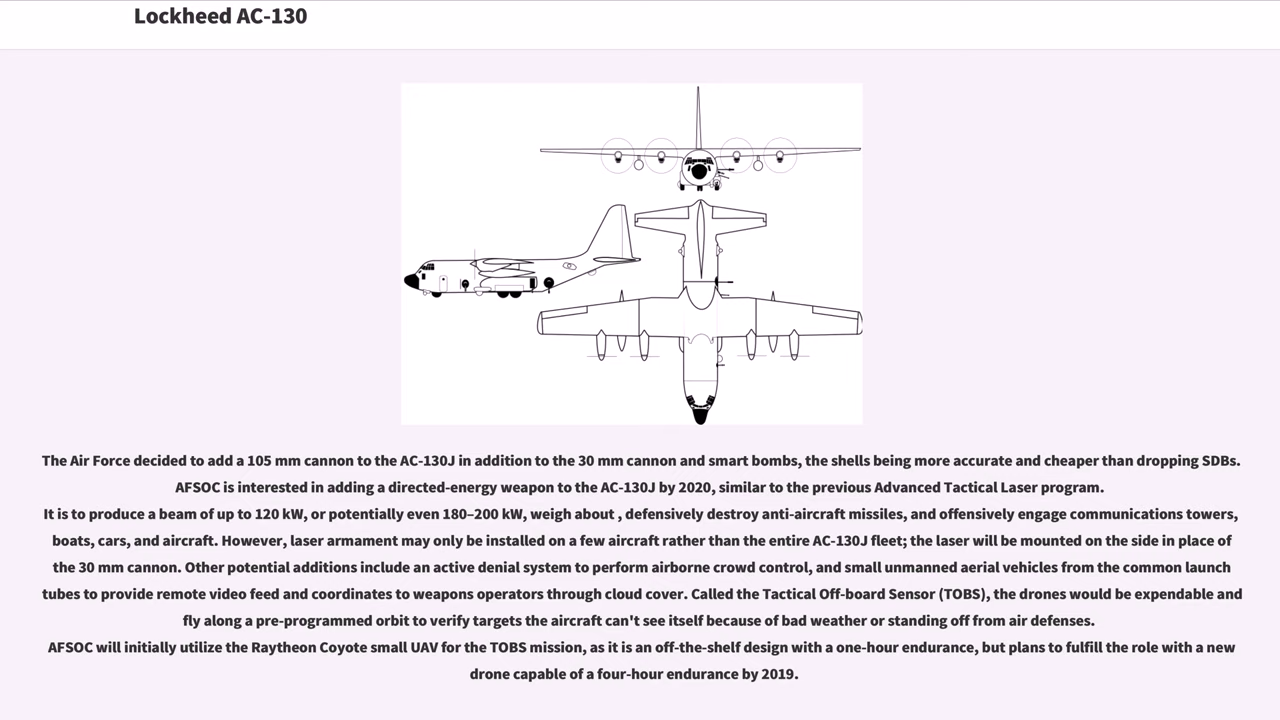 Lockheed AC-130
The Air Force decided to add a 105 mm cannon to the AC-130J in addition to the 30 mm cannon and smart bombs, the shells being more accurate and cheaper than dropping SDBs.
AFSOC is interested in adding a directed-energy weapon to the AC-130J by 2020, similar to the previous Advanced Tactical Laser program.
It is to produce a beam of up to 120 kW, or potentially even 180–200 kW, weigh about , defensively destroy anti-aircraft missiles, and offensively engage communications towers,
boats, cars, and aircraft. However, laser armament may only be installed on a few aircraft rather than the entire AC-130J fleet; the laser will be mounted on the side in place of
the 30 mm cannon. Other potential additions include an active denial system to perform airborne crowd control, and small unmanned aerial vehicles from the common launch
tubes to provide remote video feed and coordinates to weapons operators through cloud cover. Called the Tactical Off-board Sensor (TOBS), the drones would be expendable and
fly along a pre-programmed orbit to verify targets the aircraft can't see itself because of bad weather or standing off from air defenses.
AFSOC will initially utilize the Raytheon Coyote small UAV for the TOBS mission, as it is an off-the-shelf design with a one-hour endurance, but plans to fulfill the role with a new
drone capable of a four-hour endurance by 2019.